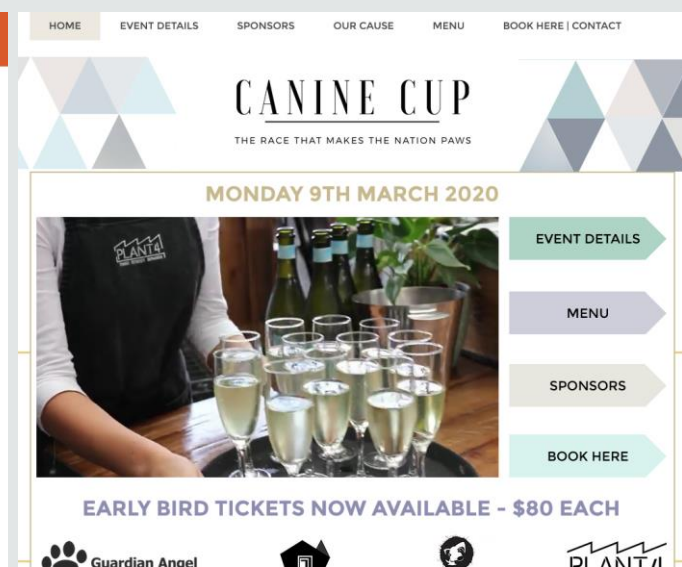 HOME EVENT DETAILS SPONSORS OUR CAUSE MENU BOOK HERE | CONTACT
CANINE CUP
THE RACE THAT MAKES THE NATION PAWS
MONDAY 9TH MARCH 2020
PLANT4
EVENT DETAILS
MENU
SPONSORS
BOOK HERE
EARLY BIRD TICKETS NOW AVAILABLE - $80 EACH
Guardian Angel
PLANT4